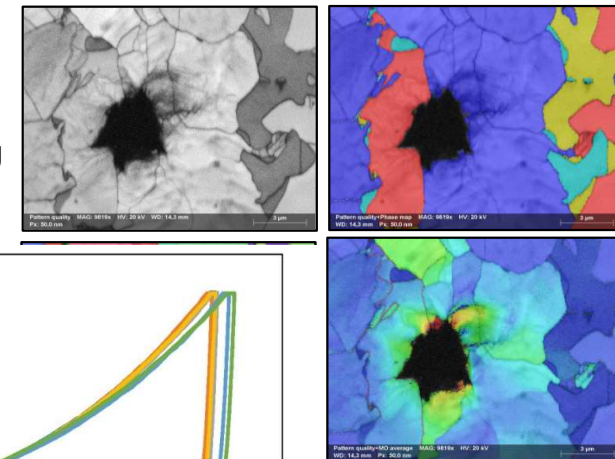 Pattern quality MAG: 9819x HV: 20 kV WD: 14,3 mm
Px: 50,0 nm
3 µm
Pattern quality+Phase map MAG: 9819x HV: 20 kV
WD: 14,3 mm Px: 50,0 nm
3 µm
Pattern quality+MO average MAG: 9819x HV: 20 kV
WD: 14,3 mm Px: 50,0 nm
3 µm